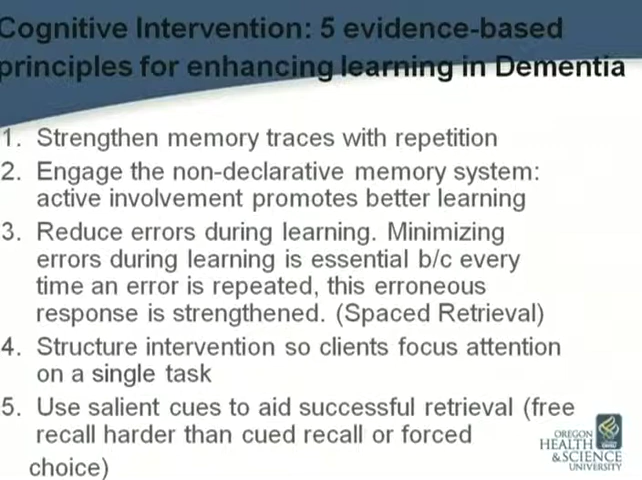 Cognitive Intervention: 5 evidence-based
principles for enhancing learning in Dementia
1. Strengthen memory traces with repetition
2. Engage the non-declarative memory system:
active involvement promotes better learning
3. Reduce errors during learning. Minimizing
errors during learning is essential b/c every
time an error is repeated, this erroneous
response is strengthened. (Spaced Retrieval)
4. Structure intervention so clients focus attention
on a single task
5. Use salient cues to aid successful retrieval (free
recall harder than cued recall or forced
choice)
OREGON
HEALTH
&SCIENCE
UNIVERSITY